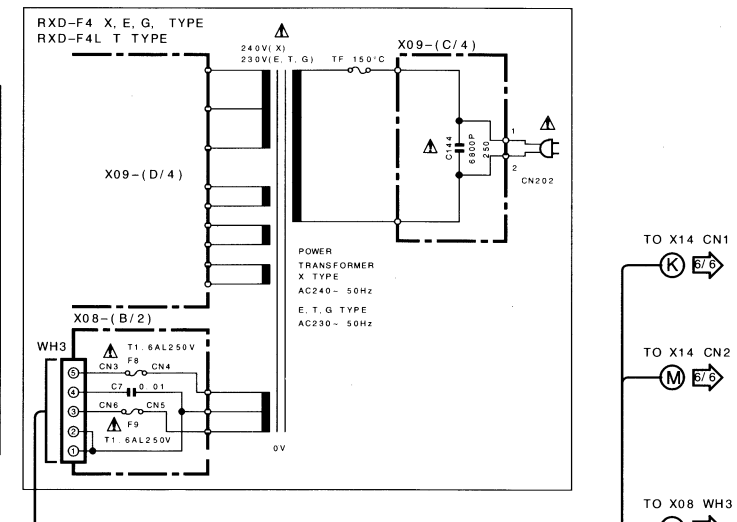 RXD-F4 X, E, G, TYPE
RXD-F4L T TYPE
240V(X)
230V(E, T, G)
TF 150°C
X09-(C/4)
C144
6800P
250
1
2
CN202
X09-(D/4)
POWER
TRANSFORMER
X TYPE
AC240~ 50Hz
E, T, G TYPE
AC230~ 50Hz
X08-(B/2)
WH3
T1. 6AL250V
5
CN3
F8
CN4
4
C7
0. 01
3
CN6
CN5
F9
2
T1. 6AL250V
1
0V
TO X14 CN1
K
6/6
TO X14 CN2
M
6/6
TO X08 WH3